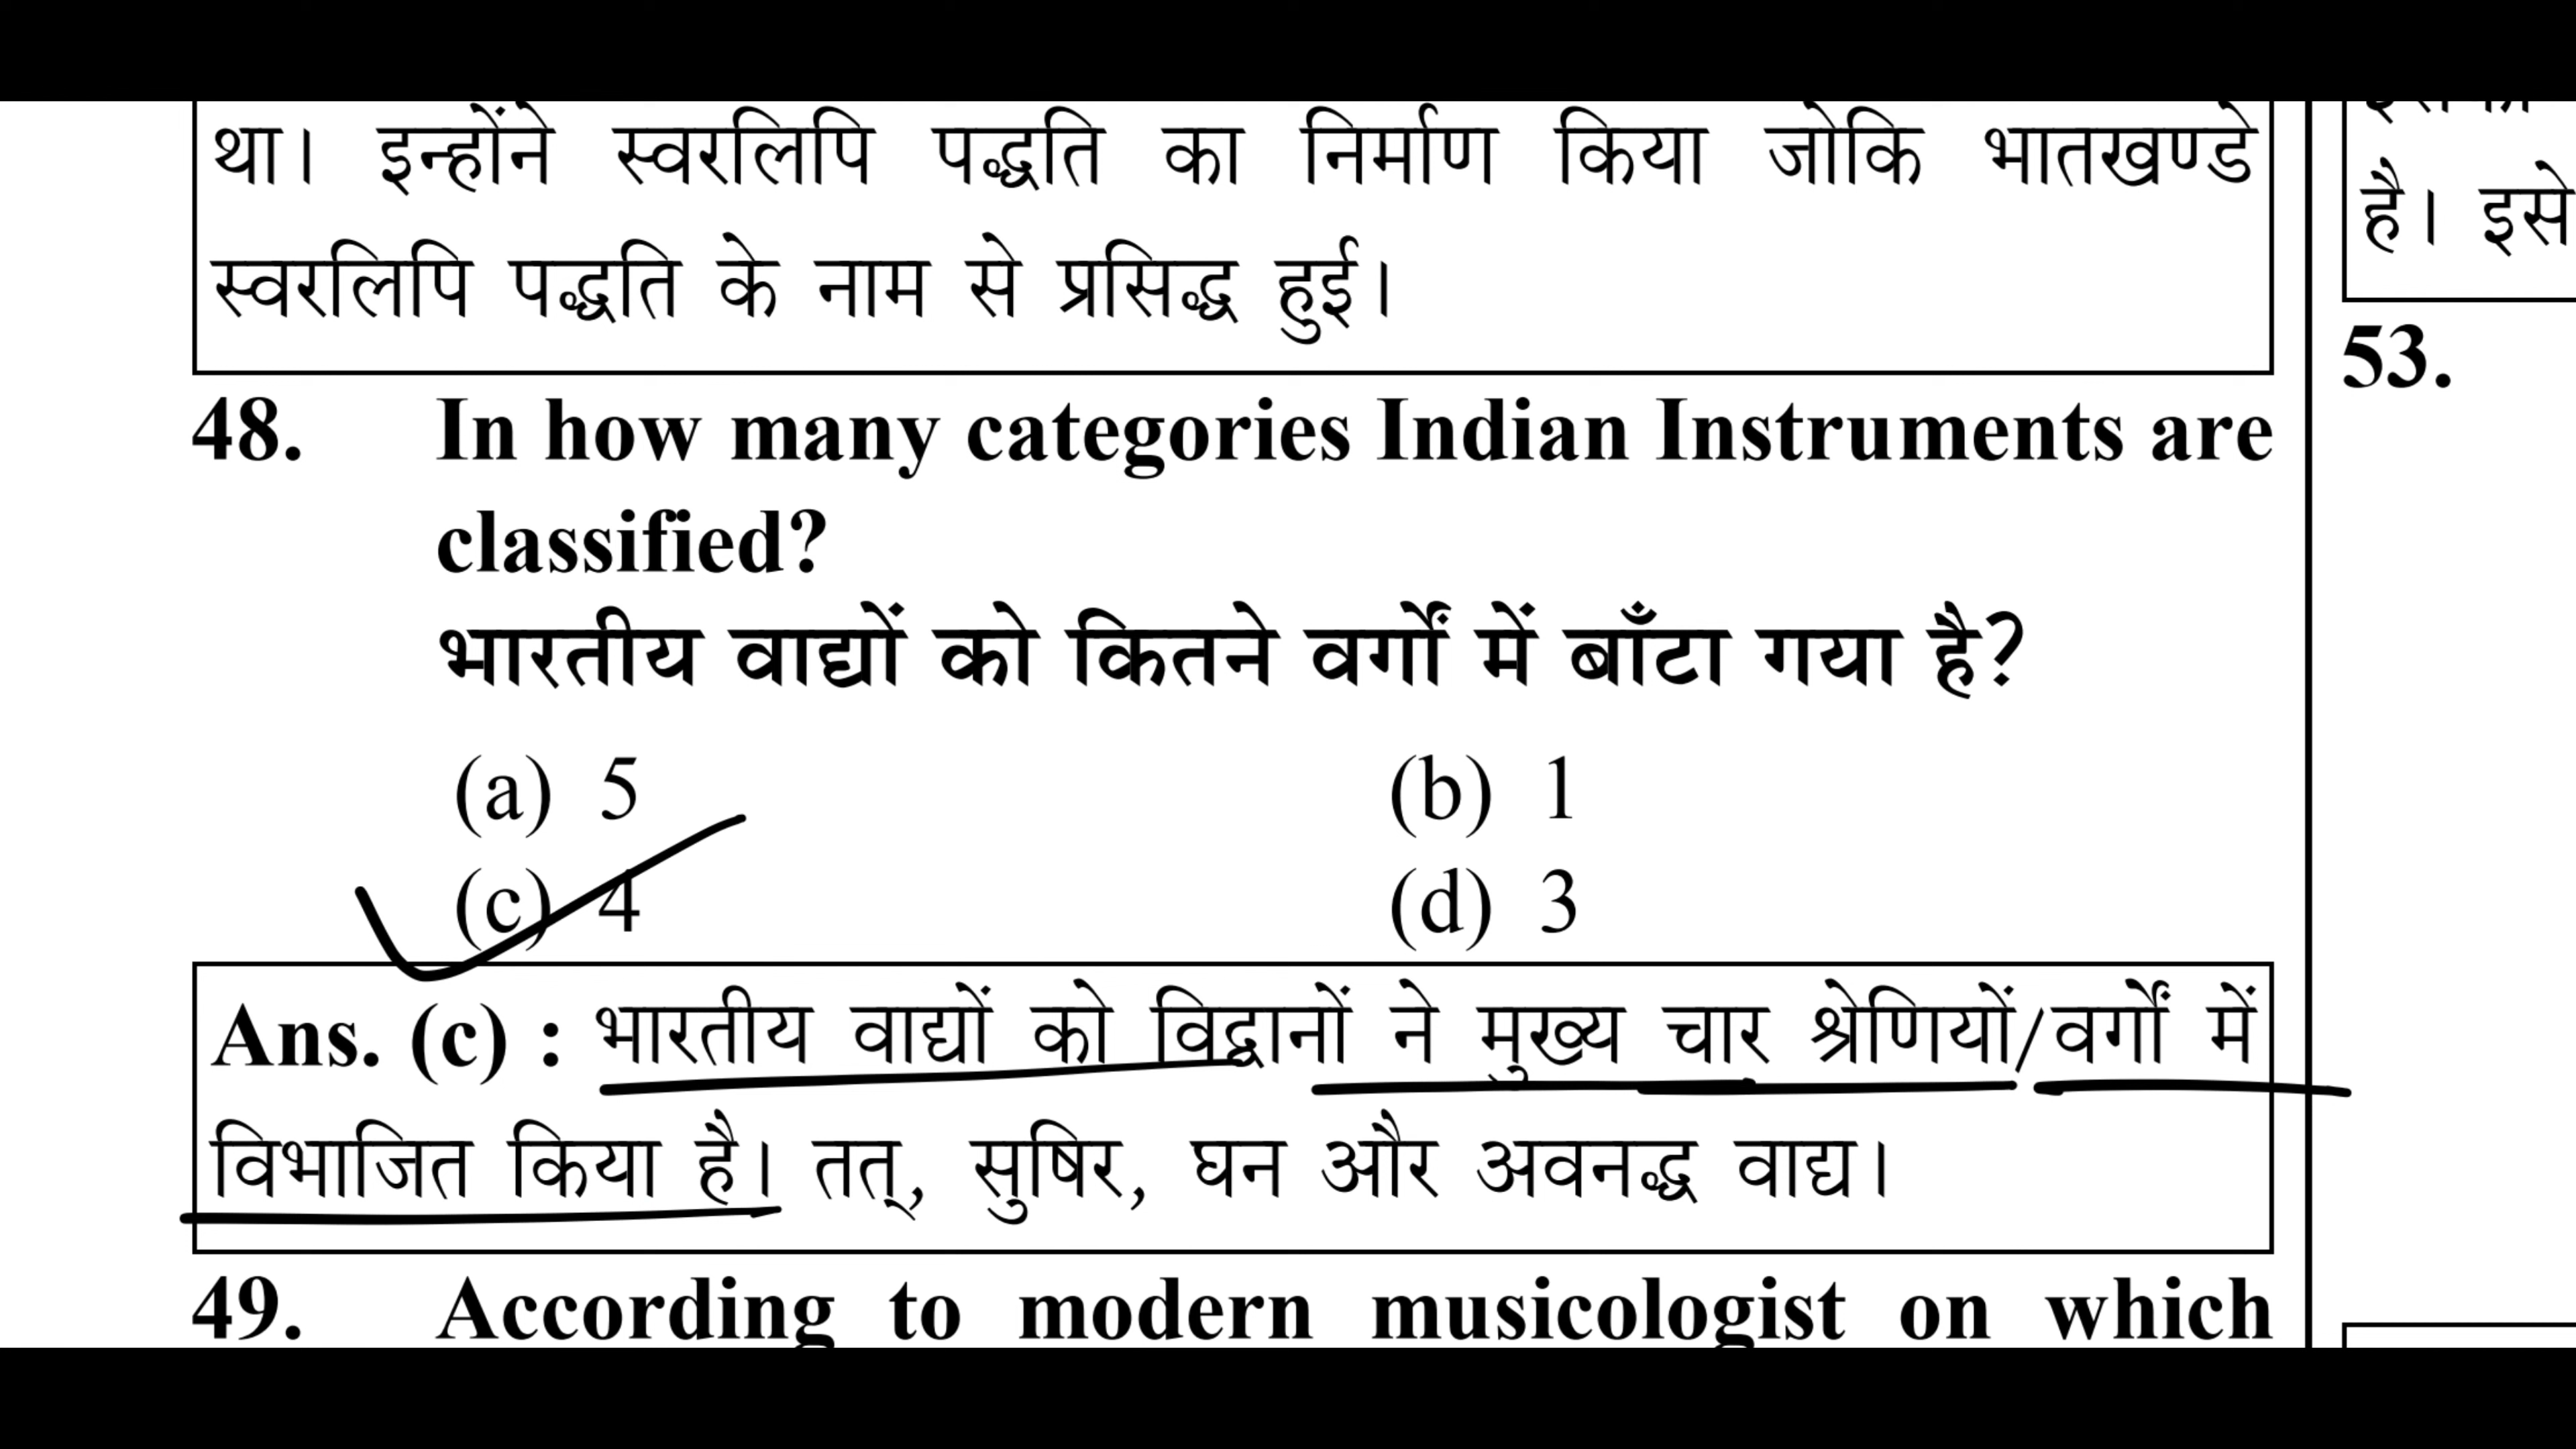 था। इन्होंने स्वरलिपि पद्धति का निर्माण किया जोकि भातखण्डे
स्वरलिपि पद्धति के नाम से प्रसिद्ध हुई।
48. In how many categories Indian Instruments are
classified?
भारतीय वाद्यों को कितने वर्गों में बाँटा गया है?
(a) 5 (b) 1
(c) 4 (d) 3
Ans. (c) : भारतीय वाद्यों को विद्वानों ने मुख्य चार श्रेणियों/वर्गों में
विभाजित किया है। तत्, सुषिर, घन और अवनद्ध वाद्य।
49. According to modern musicologist on which
है। इसे
53.